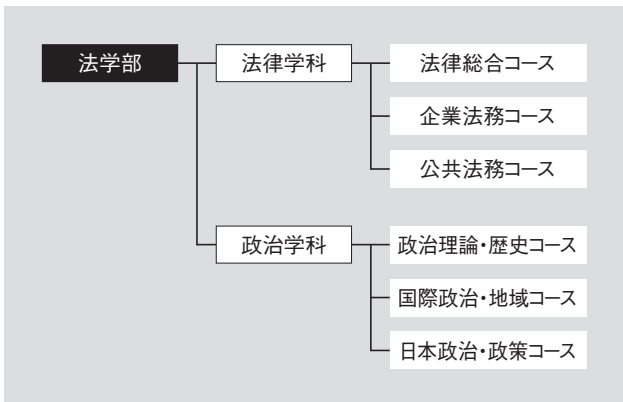 法学部
法律学科
法律総合コース
企業法務コース
公共法務コース
政治学科
政治理論・歴史コース
国際政治・地域コース
日本政治・政策コース